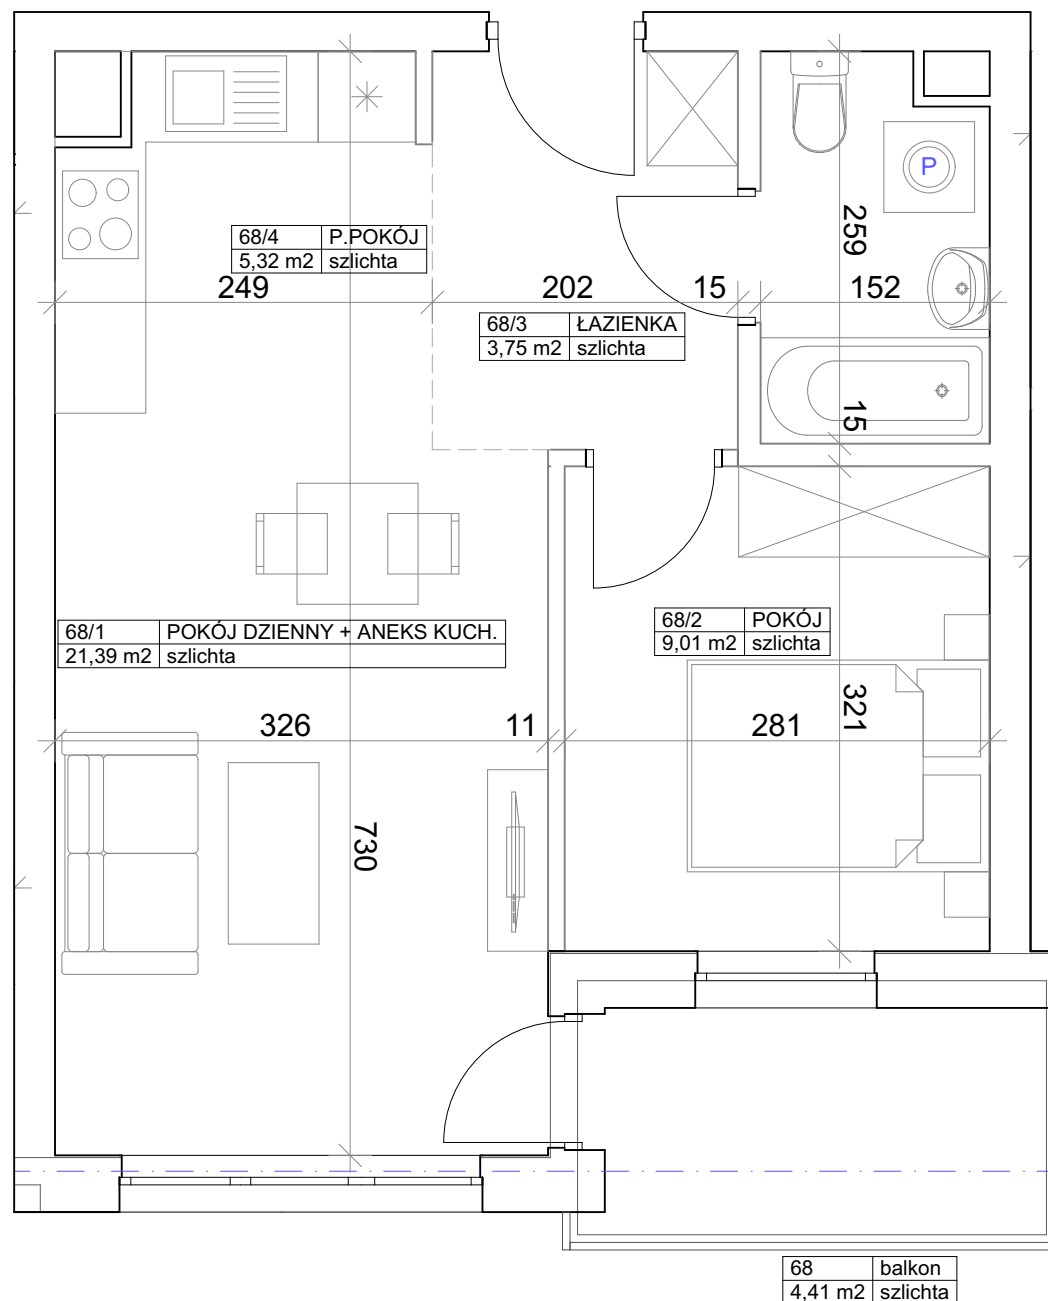 P
259
68/4 P.POKÓJ
5,32 m2 szlichta
249 202 15 152
68/3 ŁAZIENKA
3,75 m2 szlichta
15
68/1 POKÓJ DZIENNY + ANEKS KUCH.
21,39 m2 szlichta
68/2 POKÓJ
9,01 m2 szlichta
321
326 11 281
730
68 balkon
4,41 m2 szlichta